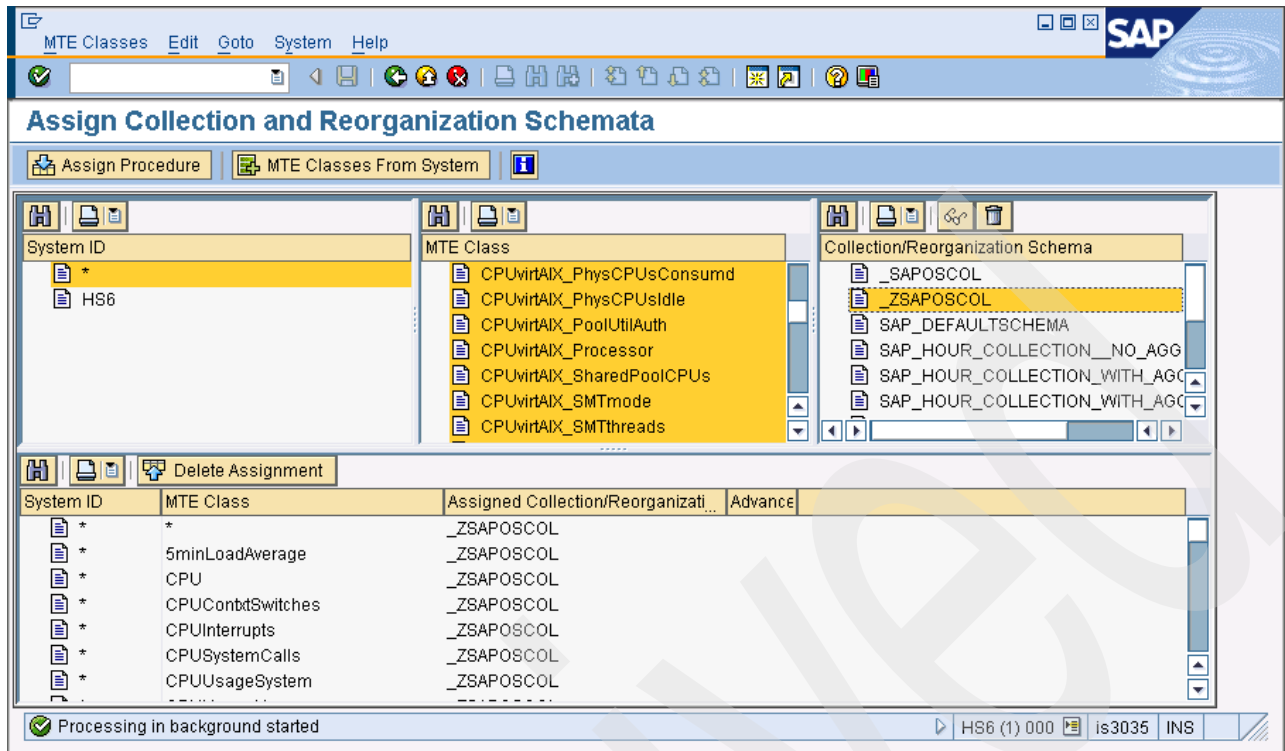 MTE Classes Edit Goto System Help
SAP
Assign Collection and Reorganization Schemata
Assign Procedure MTE Classes From System
System ID
*
HS6
MTE Class
CPUvirtAIX_PhysCPUsConsumd
CPUvirtAIX_PhysCPUsIdle
CPUvirtAIX_PoolUtilAuth
CPUvirtAIX_Processor
CPUvirtAIX_SharedPoolCPUs
CPUvirtAIX_SMTmode
CPUvirtAIX_SMTthreads
Collection/Reorganization Schema
_SAPOSCOL
_ZSAPOSCOL
SAP_DEFAULTSCHEMA
SAP_HOUR_COLLECTION__NO_AGG
SAP_HOUR_COLLECTION_WITH_AGG
SAP_HOUR_COLLECTION_WITH_AGG
Delete Assignment
System ID MTE Class Assigned Collection/Reorganizati... Advance
* * _ZSAPOSCOL
* 5minLoadAverage _ZSAPOSCOL
* CPU _ZSAPOSCOL
* CPUContxtSwitches _ZSAPOSCOL
* CPUInterrupts _ZSAPOSCOL
* CPUSystemCalls _ZSAPOSCOL
* CPUUsageSystem _ZSAPOSCOL
Processing in background started HS6 (1) 000 is3035 INS